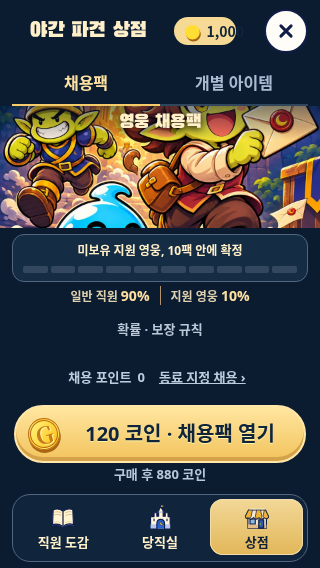 야간 파견 상점
1,00
채용팩
개별 아이템
영웅 채용팩
미보유 지원 영웅, 10팩 안에 확정
일반 직원 90% 지원 영웅 10%
확률 · 보장 규칙
채용 포인트 0 동료 지정 채용 ›
G 120 코인 · 채용팩 열기
구매 후 880 코인
직원 도감
당직실
상점